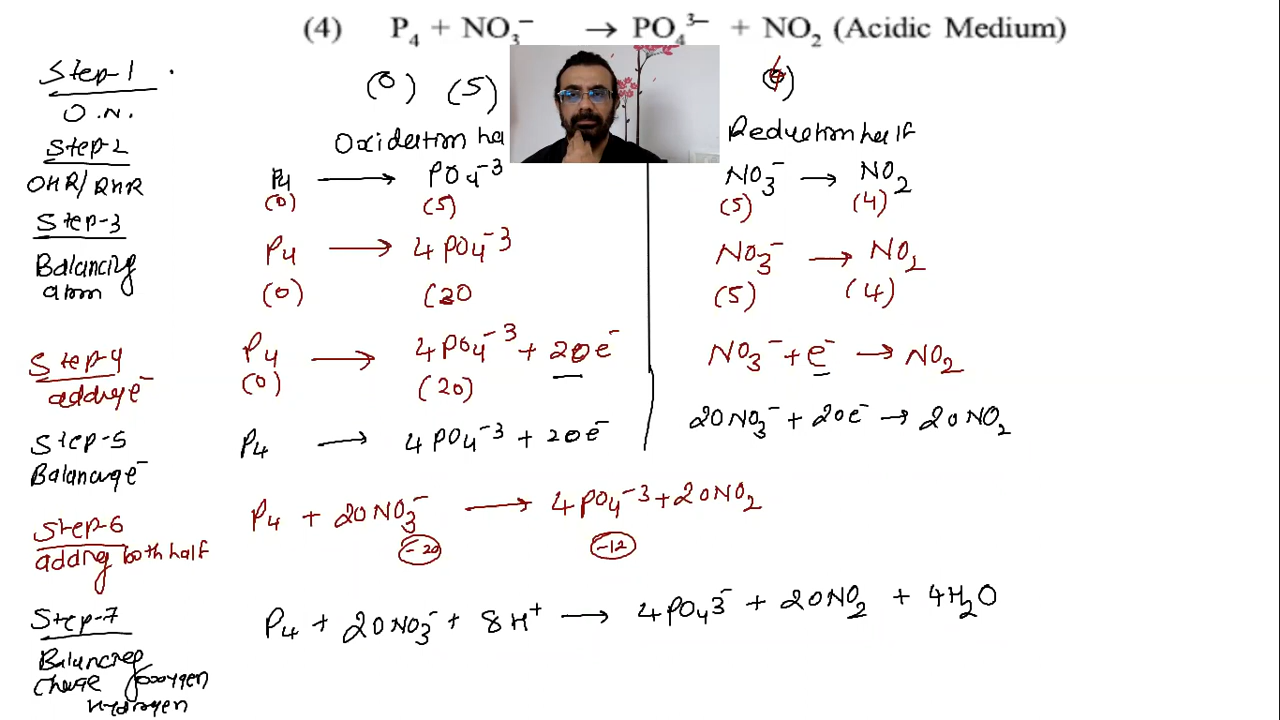 (4) P₄ + NO₃⁻ → PO₄³⁻ + NO₂ (Acidic Medium)
Step-1
(0) (5)
O.N.
Oxidation ha Reduction half
Step-2
OHR/RHR P₄ → PO₄⁻³ NO₃⁻ → NO₂
(0) (5) (5) (4)
Step-3
P₄ → 4PO₄⁻³ NO₃⁻ → NO₂
Balancing
atom (0) (20 (5) (4)
Step-4 P₄ → 4PO₄⁻³ + 20e⁻ NO₃⁻ + e⁻ → NO₂
adding e⁻ (0) (20)
Step-5 P₄ → 4PO₄⁻³ + 20e⁻ 20NO₃⁻ + 20e⁻ → 20NO₂
Balancing e⁻
Step-6 P₄ + 20NO₃⁻ → 4PO₄⁻³ + 20NO₂
adding both half -20 -12
Step-7 P₄ + 20NO₃⁻ + 8H⁺ → 4PO₄3⁻ + 20NO₂ + 4H₂O
Balancing
Charge oxygen
Hydrogen